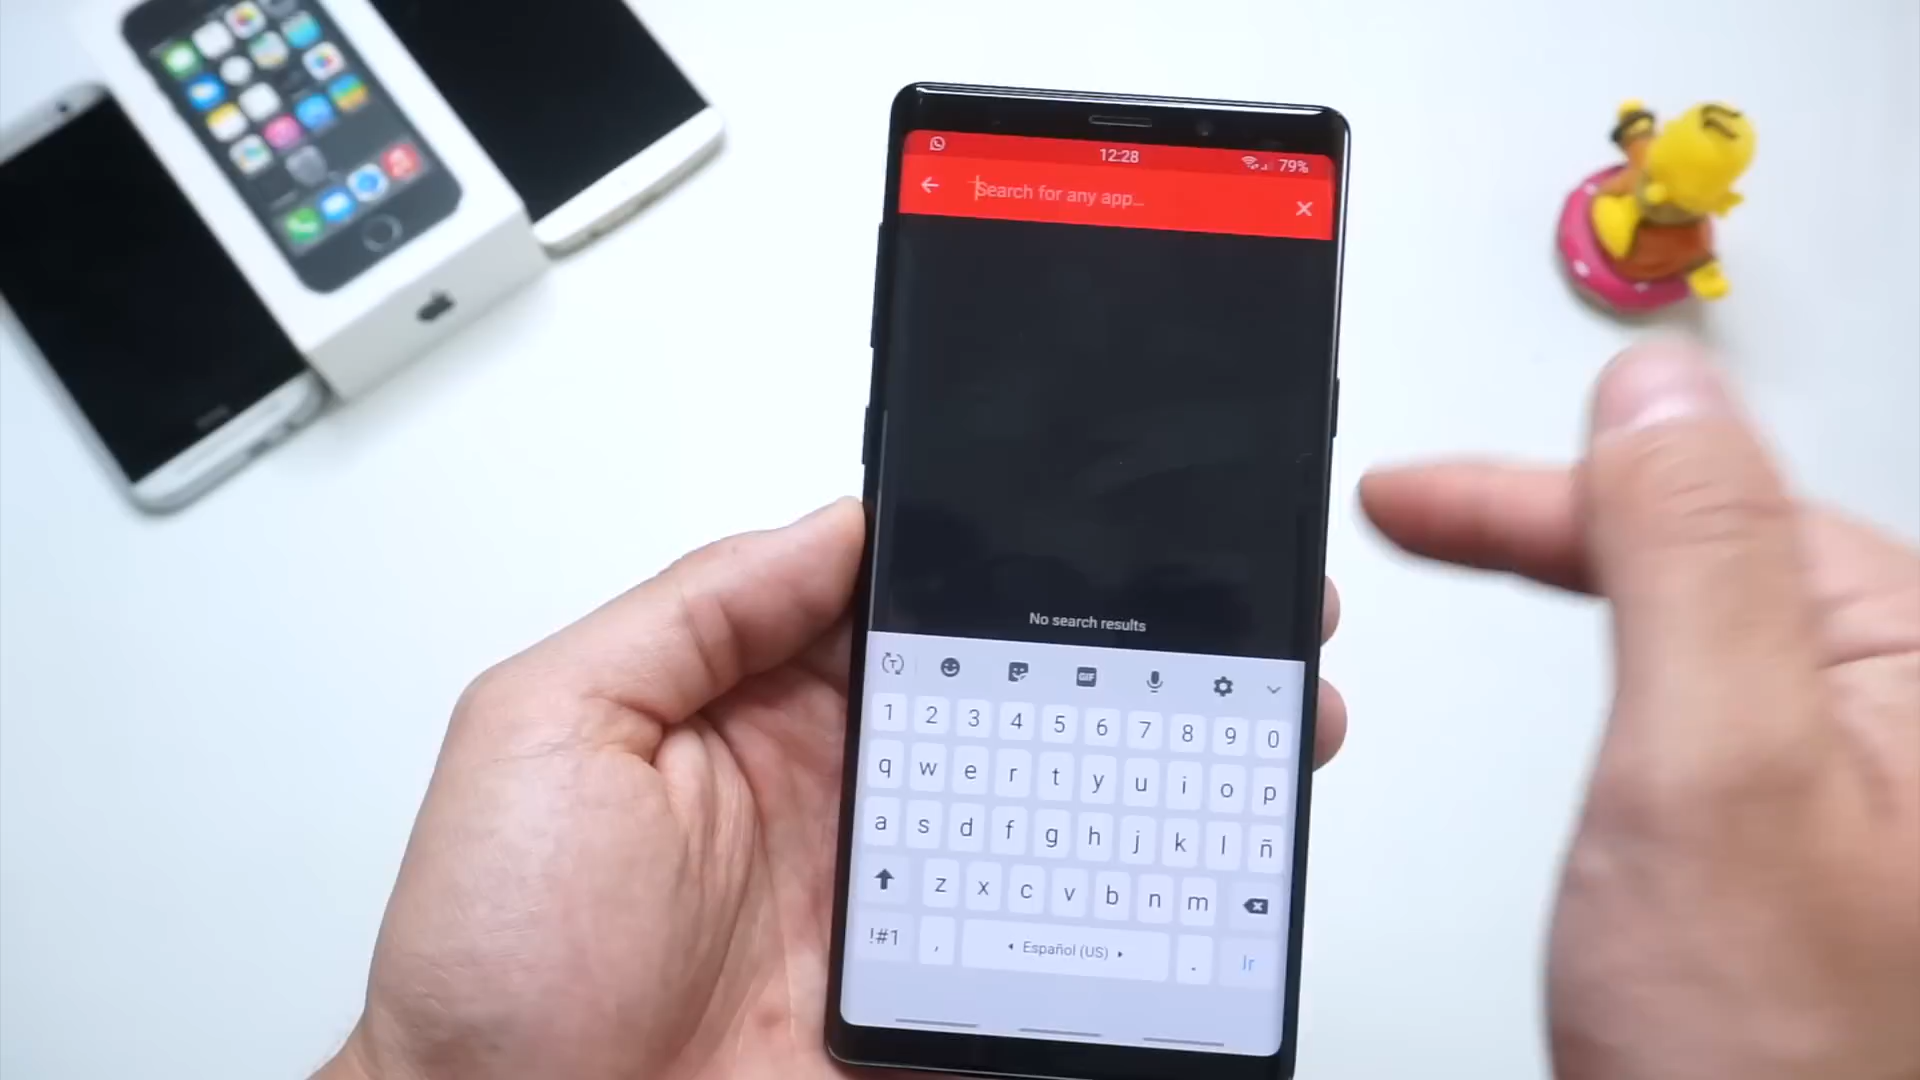 12:28
79%
Search for any app...
No search results
GIF
1 2 3 4 5 6 7 8 9 0
q w e r t y u i o p
a s d f g h j k l ñ
z x c v b n m
!#1 , Español (US) . Ir